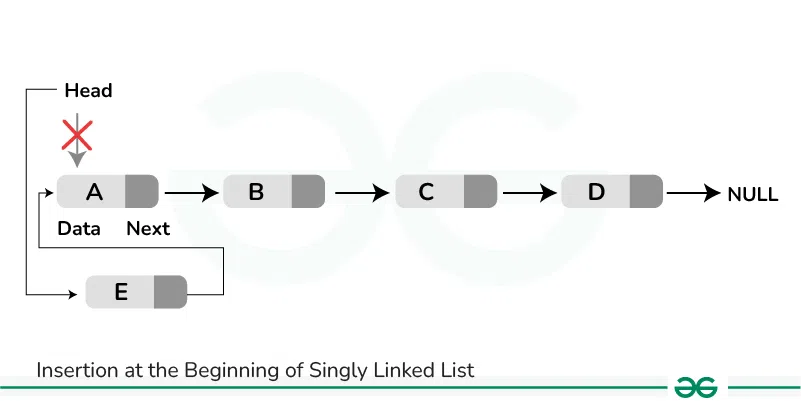 Head
A
B
C
D
NULL
Data Next
E
Insertion at the Beginning of Singly Linked List